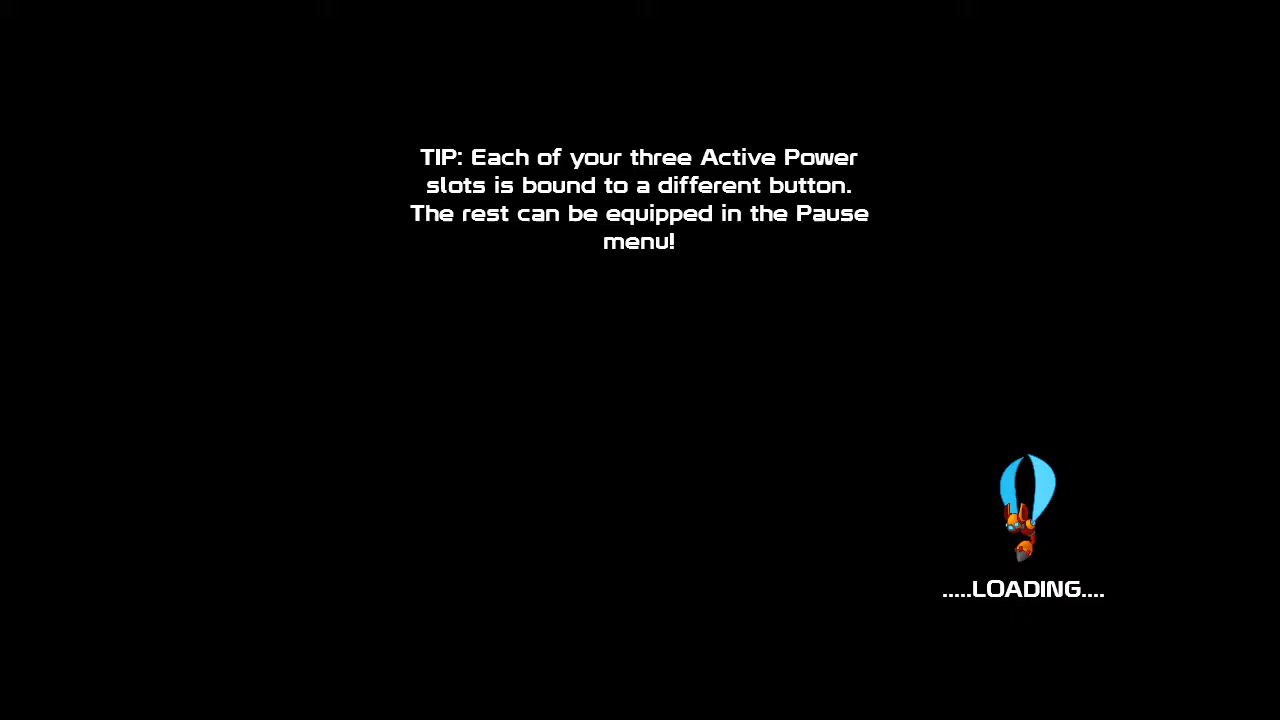 TIP: Each of your three Active Power
slots is bound to a different button.
The rest can be equipped in the Pause
menu!
.....LOADING....